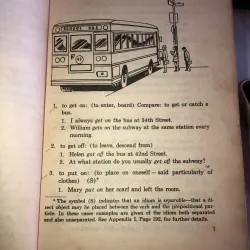 1. to get on: (to enter, board) Compare: to get or catch a
bus.
1. I always get on the bus at 34th Street.
2. William gets on the subway at the same station every
morning.
2. to get off: (to leave, descend from)
1. Helen got off the bus at 42nd Street.
2. At what station do you usually get off the subway?
3. to put on: (to place on oneself—said particularly of
clothes) (S)*
1. Mary put on her scarf and left the room.
* The symbol (S) indicates that an idiom is separable—that a di-
rect object may be placed between the verb and the prepositional par-
ticle. In these cases examples are given of the idiom both separated
and also unseparated. See Appendix I, Page 192, for further details.
1